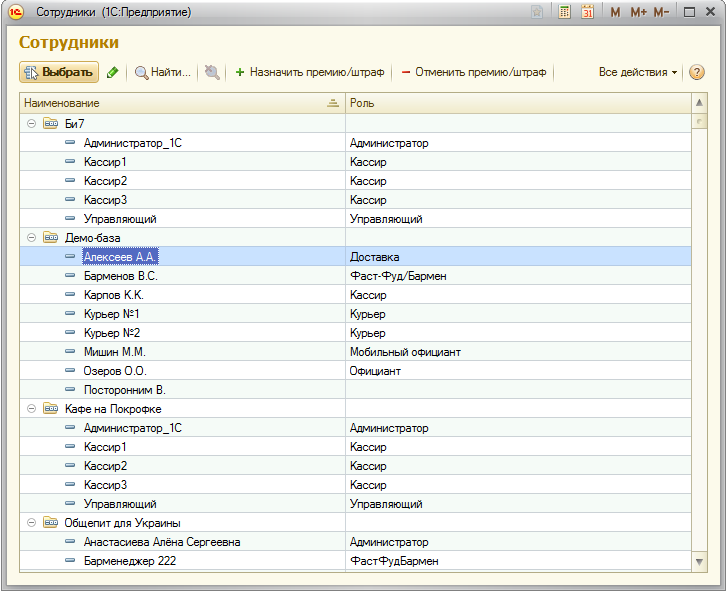 Сотрудники (1С:Предприятие)
31 M M+ M-
Сотрудники
Выбрать Найти... + Назначить премию/штраф − Отменить премию/штраф Все действия ?
Наименование Роль
Би7
Администратор_1С Администратор
Кассир1 Кассир
Кассир2 Кассир
Кассир3 Кассир
Управляющий Управляющий
Демо-база
Алексеев А.А. Доставка
Барменов В.С. Фаст-Фуд/Бармен
Карпов К.К. Кассир
Курьер №1 Курьер
Курьер №2 Курьер
Мишин М.М. Мобильный официант
Озеров О.О. Официант
Посторонним В.
Кафе на Покрофке
Администратор_1С Администратор
Кассир1 Кассир
Кассир2 Кассир
Кассир3 Кассир
Управляющий Управляющий
Общепит для Украины
Анастасиева Алёна Сергеевна Администратор
Барменеджер 222 ФастФудБармен